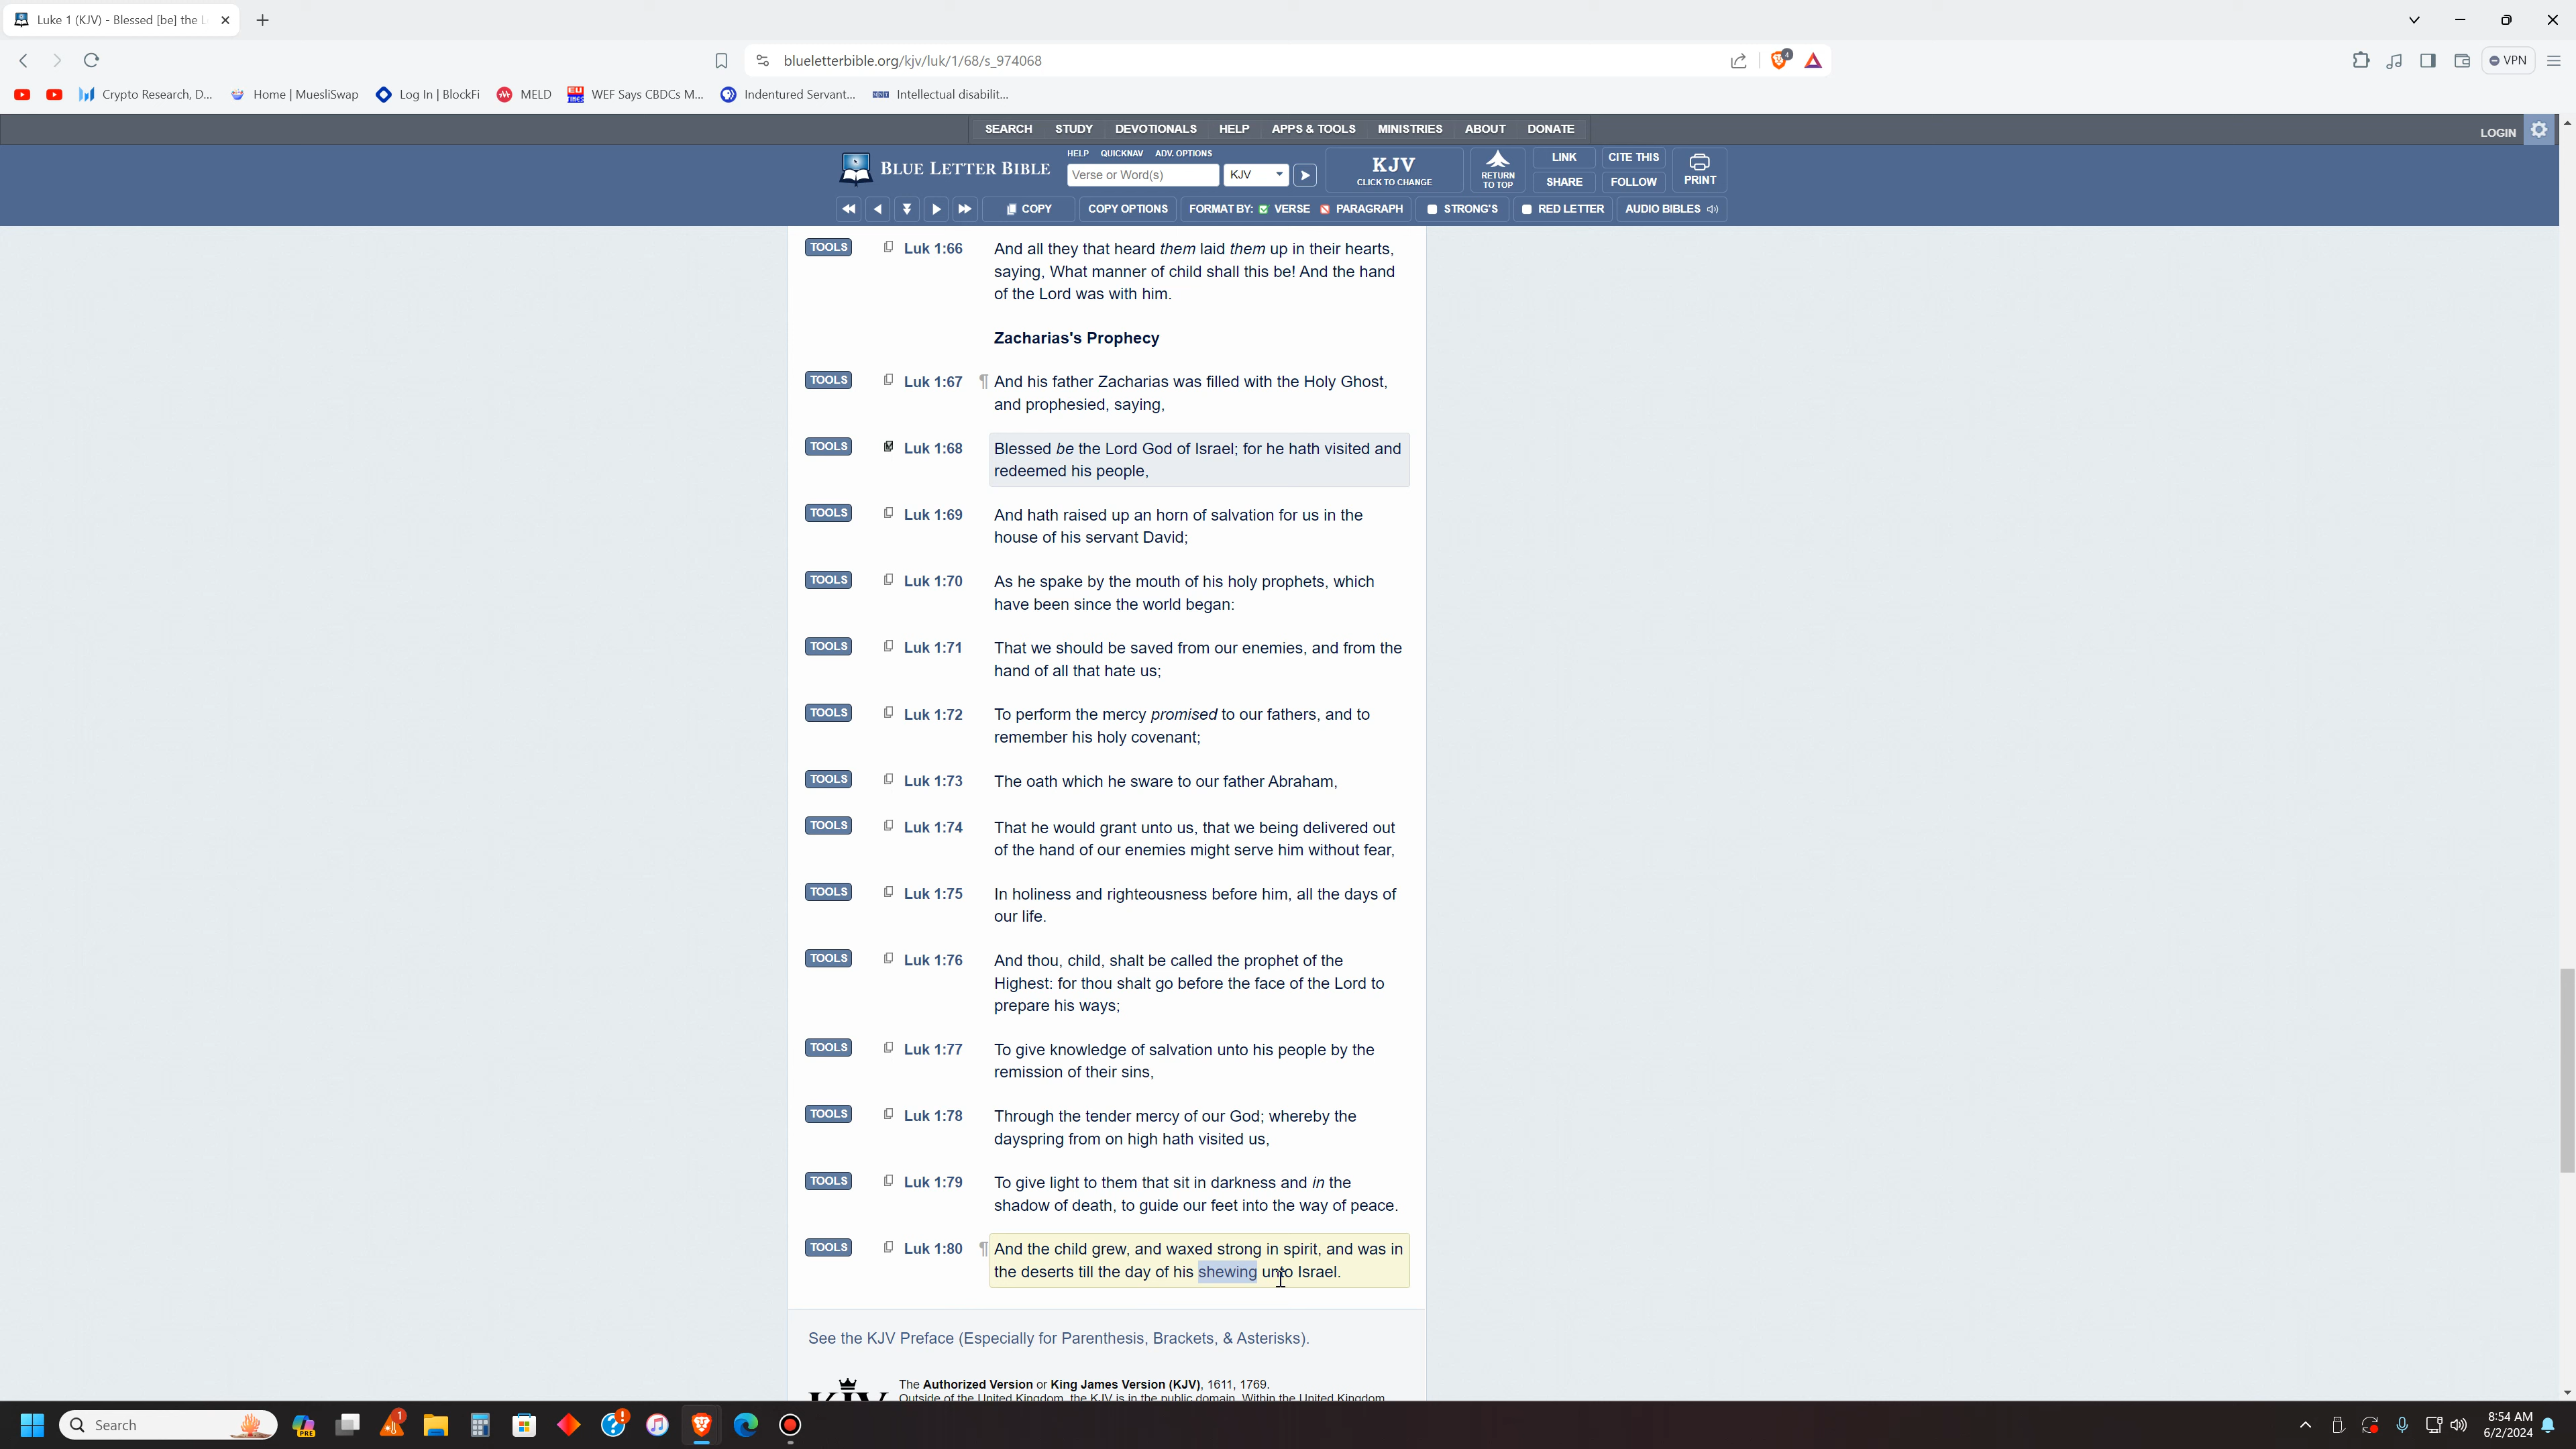 Luke 1 (KJV) - Blessed [be] the L
blueletterbible.org/kjv/luk/1/68/s_974068
VPN
Crypto Research, D... Home | MuesliSwap Log In | BlockFi MELD WEF Says CBDCs M... Indentured Servant... Intellectual disabilit...
SEARCH STUDY DEVOTIONALS HELP APPS & TOOLS MINISTRIES ABOUT DONATE
LOGIN
BLUE LETTER BIBLE
HELP QUICKNAV ADV. OPTIONS
Verse or Word(s) KJV
KJV
CLICK TO CHANGE
RETURN
TO TOP
LINK CITE THIS
SHARE FOLLOW
PRINT
COPY COPY OPTIONS FORMAT BY: VERSE PARAGRAPH STRONG'S RED LETTER AUDIO BIBLES
TOOLS Luk 1:66 And all they that heard them laid them up in their hearts,
saying, What manner of child shall this be! And the hand
of the Lord was with him.
Zacharias's Prophecy
TOOLS Luk 1:67 ¶ And his father Zacharias was filled with the Holy Ghost,
and prophesied, saying,
TOOLS Luk 1:68 Blessed be the Lord God of Israel; for he hath visited and
redeemed his people,
TOOLS Luk 1:69 And hath raised up an horn of salvation for us in the
house of his servant David;
TOOLS Luk 1:70 As he spake by the mouth of his holy prophets, which
have been since the world began:
TOOLS Luk 1:71 That we should be saved from our enemies, and from the
hand of all that hate us;
TOOLS Luk 1:72 To perform the mercy promised to our fathers, and to
remember his holy covenant;
TOOLS Luk 1:73 The oath which he sware to our father Abraham,
TOOLS Luk 1:74 That he would grant unto us, that we being delivered out
of the hand of our enemies might serve him without fear,
TOOLS Luk 1:75 In holiness and righteousness before him, all the days of
our life.
TOOLS Luk 1:76 And thou, child, shalt be called the prophet of the
Highest: for thou shalt go before the face of the Lord to
prepare his ways;
TOOLS Luk 1:77 To give knowledge of salvation unto his people by the
remission of their sins,
TOOLS Luk 1:78 Through the tender mercy of our God; whereby the
dayspring from on high hath visited us,
TOOLS Luk 1:79 To give light to them that sit in darkness and in the
shadow of death, to guide our feet into the way of peace.
TOOLS Luk 1:80 ¶ And the child grew, and waxed strong in spirit, and was in
the deserts till the day of his shewing unto Israel.
See the KJV Preface (Especially for Parenthesis, Brackets, & Asterisks).
The Authorized Version or King James Version (KJV), 1611, 1769.
Outside of the United Kingdom, the KJV is in the public domain. Within the United Kingdom,
Search
8:54 AM
6/2/2024